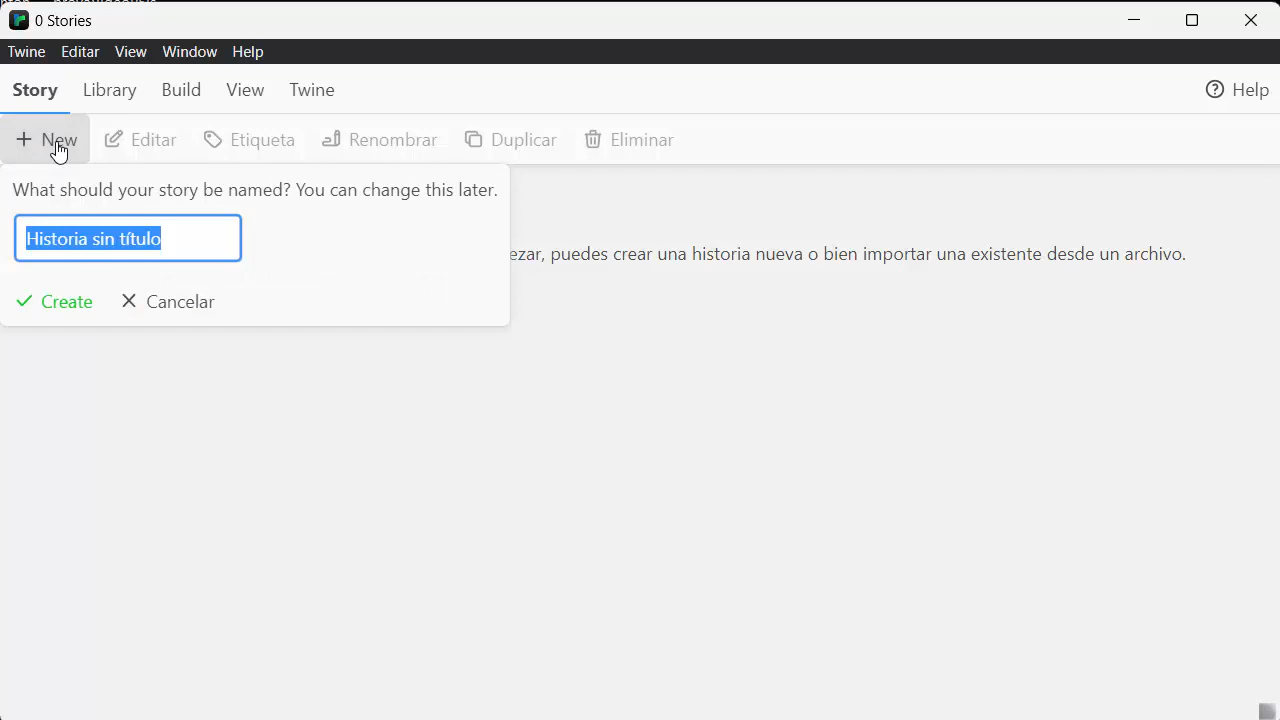 0 Stories
Twine Editar View Window Help
Story Library Build View Twine Help
New Editar Etiqueta Renombrar Duplicar Eliminar
What should your story be named? You can change this later.
Historia sin título
puedes crear una historia nueva o bien importar una existente desde un archivo.
Create Cancelar